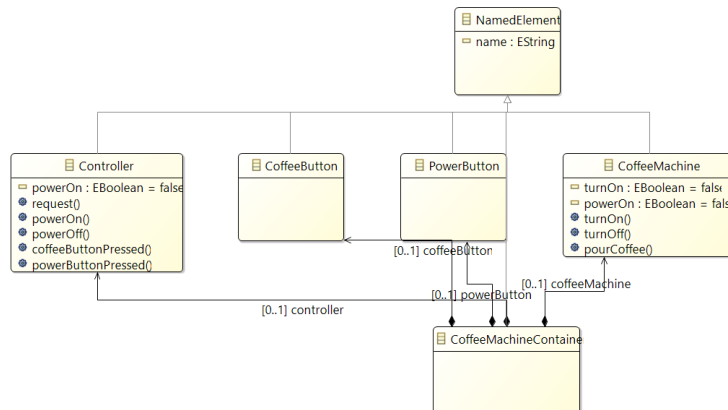 NamedElement
name : EString
Controller
powerOn : EBoolean = false
request()
powerOn()
powerOff()
coffeeButtonPressed()
powerButtonPressed()
CoffeeButton
PowerButton
CoffeeMachine
turnOn : EBoolean = false
powerOn : EBoolean = fals
turnOn()
turnOff()
pourCoffee()
[0..1] coffeeButton
[0..1] coffeeMachine
[0..1] powerButton
[0..1] controller
CoffeeMachineContaine